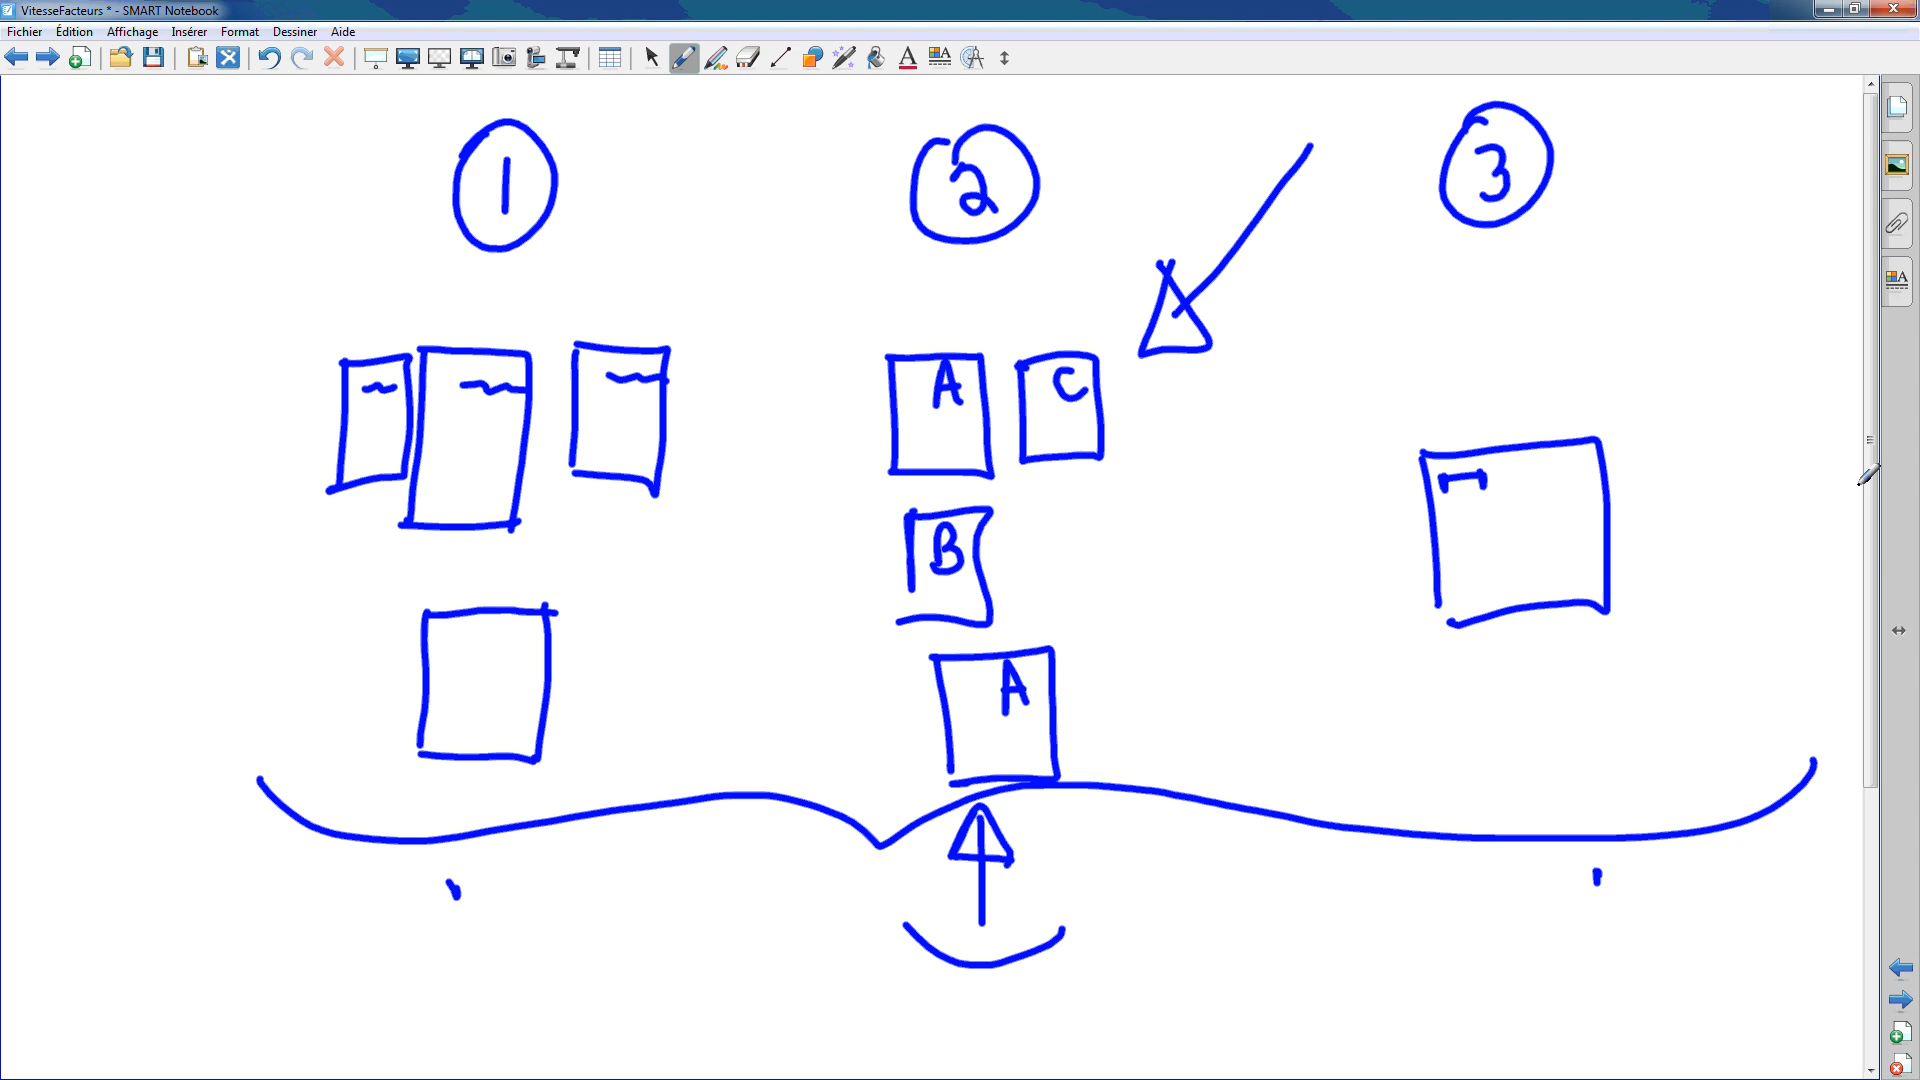 VitesseFacteurs * - SMART Notebook
Fichier Édition Affichage Insérer Format Dessiner Aide
1 2 3
A C
B
A